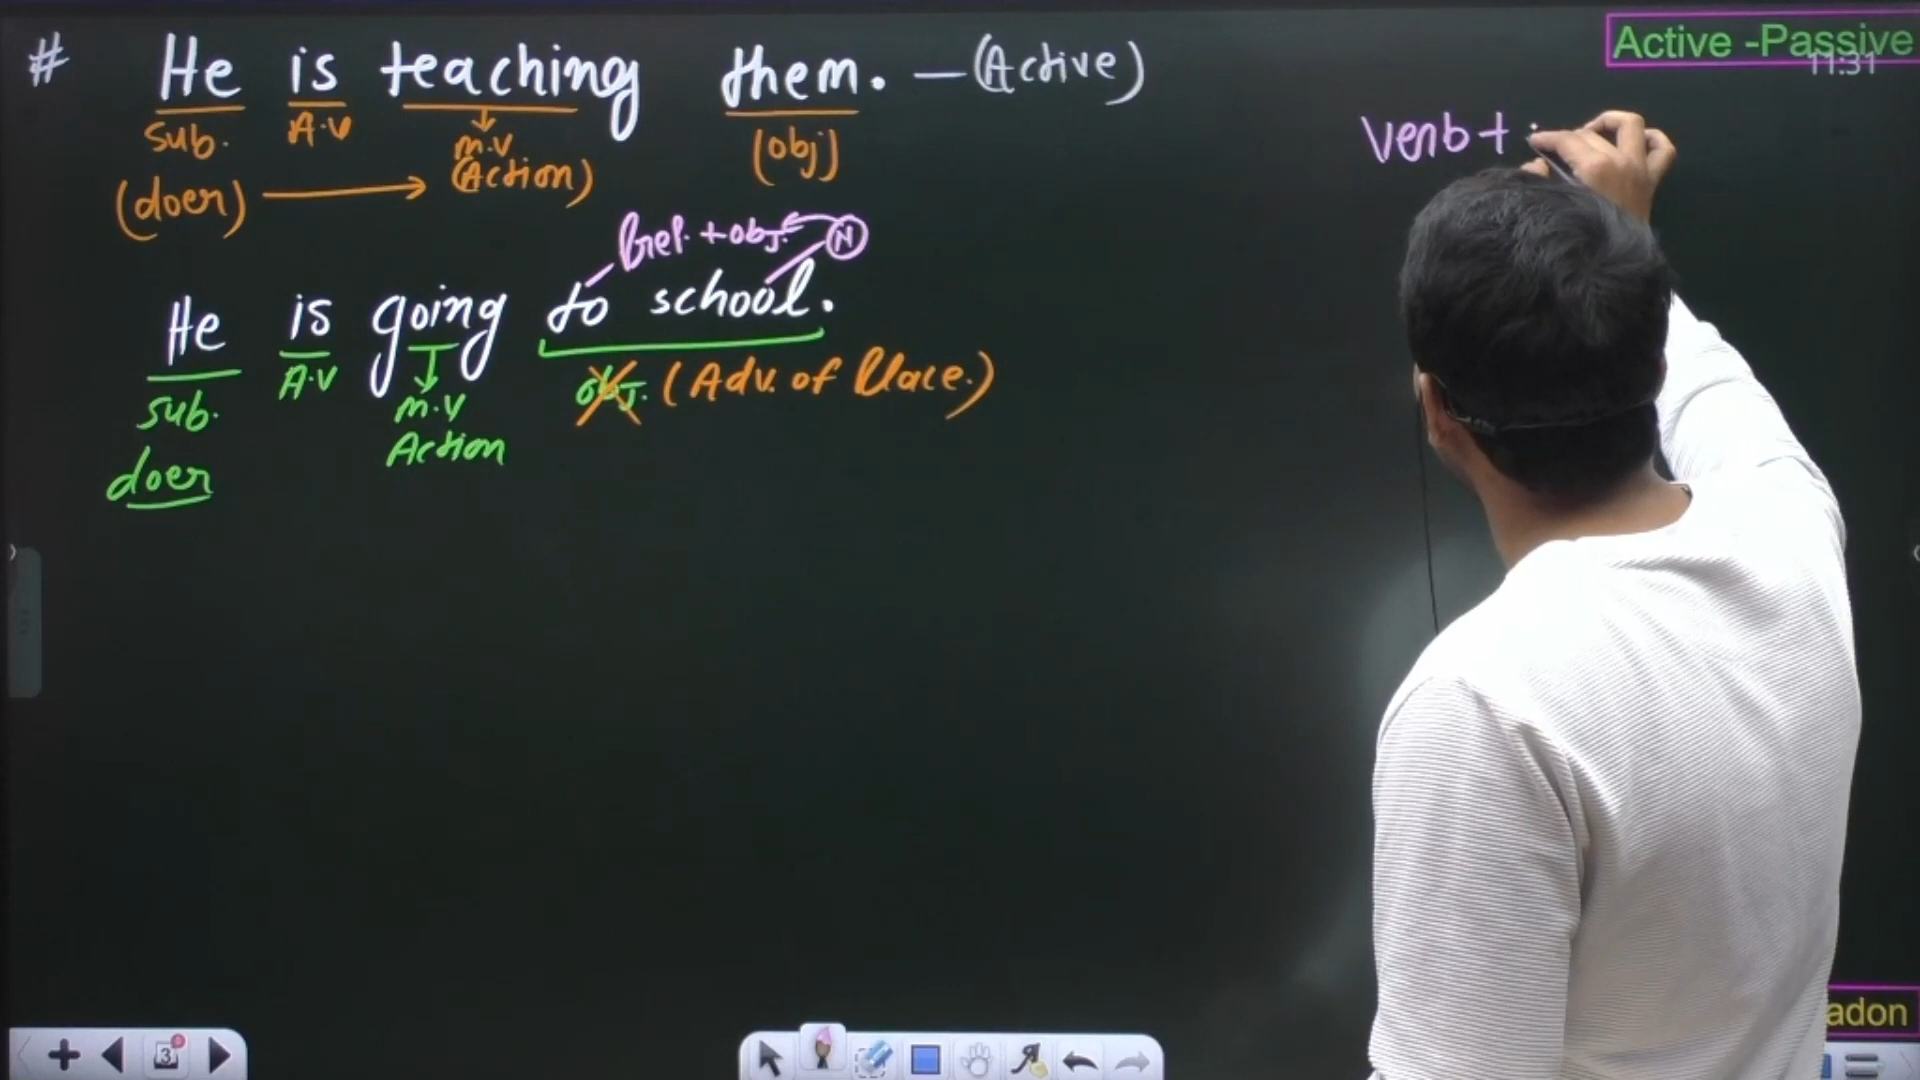 # He is teaching them. — (Active)
Active -Passive
11:31
sub. A.V m.v (obj)
(doer) → (Action)
verb +
Prep. + obj. ← N
He is going to school.
sub. A.V m.v obj. (Adv. of Place.)
doer Action
3
adon